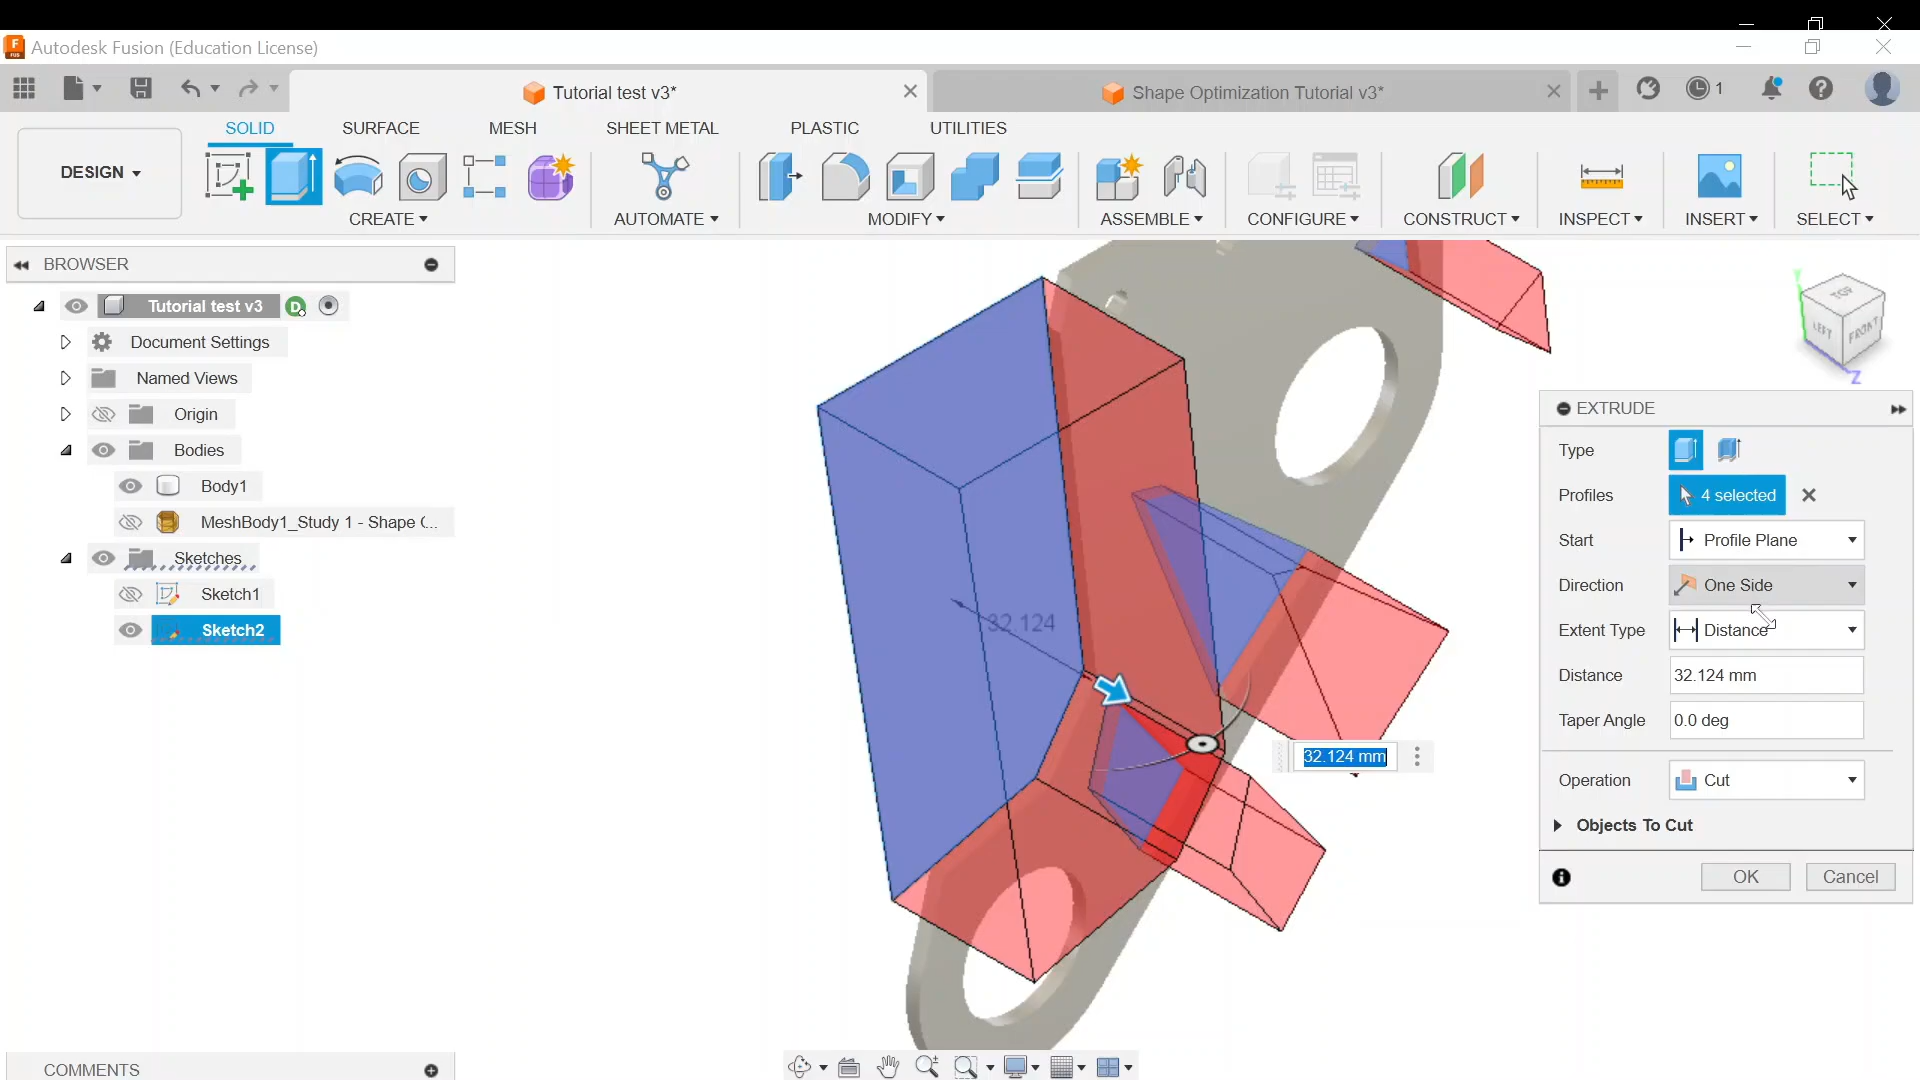 Autodesk Fusion (Education License)
Tutorial test v3*
Shape Optimization Tutorial v3*
1
SOLID
SURFACE
MESH
SHEET METAL
PLASTIC
UTILITIES
DESIGN
CREATE
AUTOMATE
MODIFY
ASSEMBLE
CONFIGURE
CONSTRUCT
INSPECT
INSERT
SELECT
BROWSER
Tutorial test v3
Document Settings
Named Views
Origin
Bodies
Body1
MeshBody1_Study 1 - Shape (...
Sketches
Sketch1
Sketch2
32.124
32.124 mm
TOP
LEFT
FRONT
Y
Z
EXTRUDE
Type
Profiles
4 selected
Start
Profile Plane
Direction
One Side
Extent Type
Distance
Distance
32.124 mm
Taper Angle
0.0 deg
Operation
Cut
Objects To Cut
OK
Cancel
COMMENTS